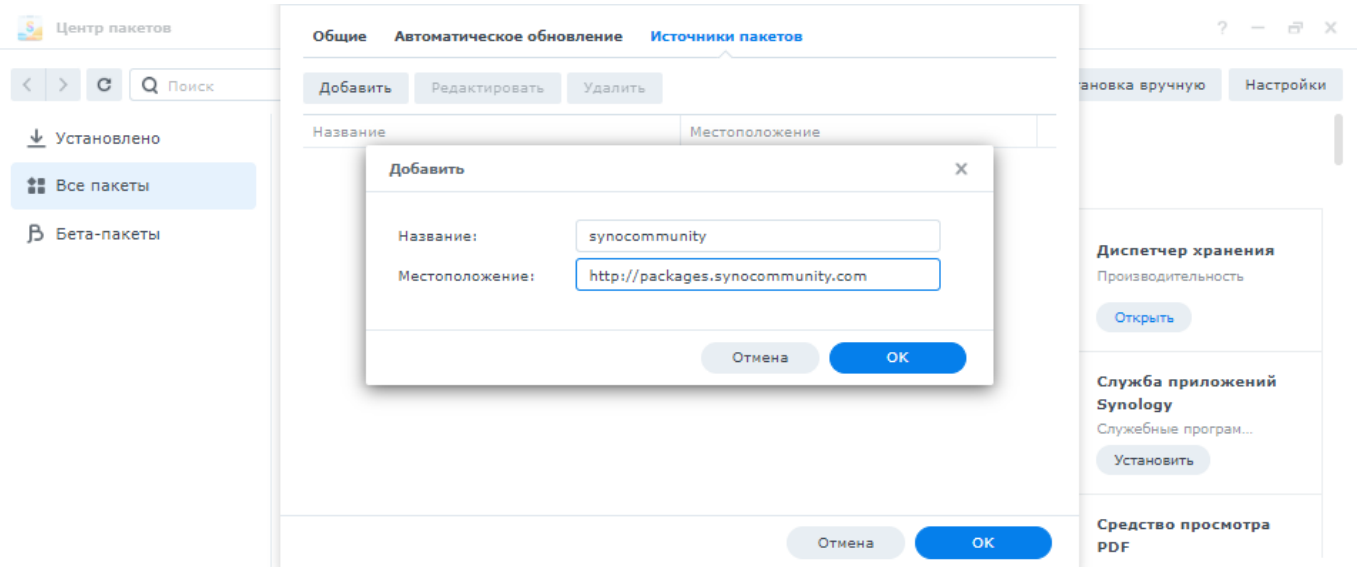 Центр пакетов
Общие Автоматическое обновление Источники пакетов
? 
Поиск
Добавить Редактировать Удалить
ановка вручную Настройки
Название Местоположение
Установлено
Все пакеты
Бета-пакеты
Добавить
Название: synocommunity
Местоположение: http://packages.synocommunity.com
Отмена OK
Отмена OK
Диспетчер хранения
Производительность
Открыть
Служба приложений
Synology
Служебные програм...
Установить
Средство просмотра
PDF